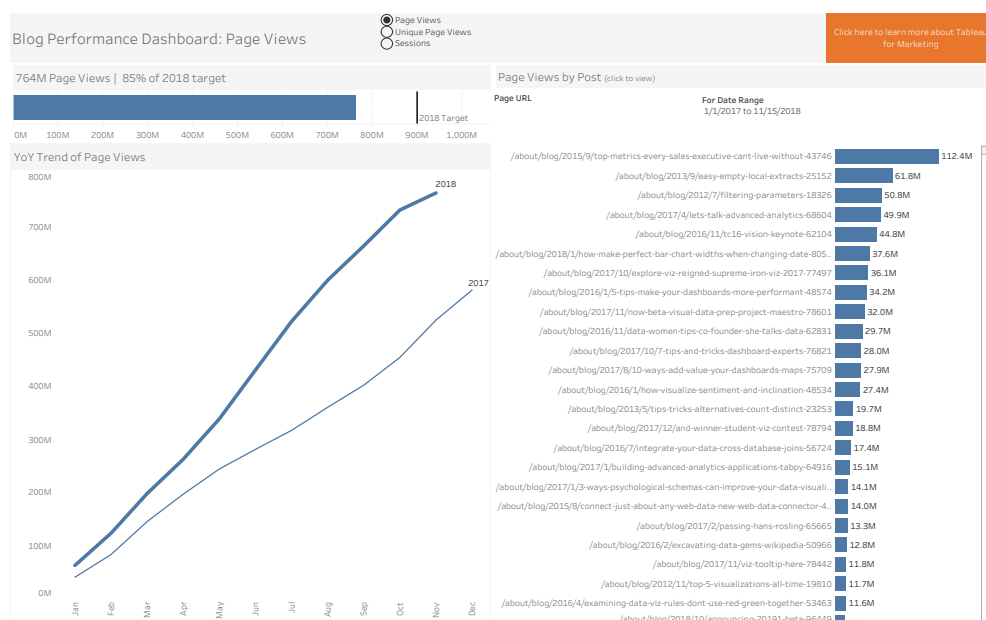 Blog Performance Dashboard: Page Views
Page Views
Unique Page Views
Sessions
Click here to learn more about Tableau
for Marketing
764M Page Views | 85% of 2018 target
2018 Target
0M 100M 200M 300M 400M 500M 600M 700M 800M 900M 1,000M
YoY Trend of Page Views
800M
700M
600M
500M
400M
300M
200M
100M
0M
2018
2017
Jan Feb Mar Apr May Jun Jul Aug Sep Oct Nov Dec
Page Views by Post (click to view)
Page URL
For Date Range
1/1/2017 to 11/15/2018
/about/blog/2015/9/top-metrics-every-sales-executive-cant-live-without-43746 112.4M
/about/blog/2013/9/easy-empty-local-extracts-25152 61.8M
/about/blog/2012/7/filtering-parameters-18326 50.8M
/about/blog/2017/4/lets-talk-advanced-analytics-68604 49.9M
/about/blog/2016/11/tc16-vision-keynote-62104 44.8M
/about/blog/2018/1/how-make-perfect-bar-chart-widths-when-changing-date-805.. 37.6M
/about/blog/2017/10/explore-viz-reigned-supreme-iron-viz-2017-77497 36.1M
/about/blog/2016/1/5-tips-make-your-dashboards-more-performant-48574 34.2M
/about/blog/2017/11/now-beta-visual-data-prep-project-maestro-78601 32.0M
/about/blog/2016/11/data-women-tips-co-founder-she-talks-data-62831 29.7M
/about/blog/2017/10/7-tips-and-tricks-dashboard-experts-76821 28.0M
/about/blog/2017/8/10-ways-add-value-your-dashboards-maps-75709 27.9M
/about/blog/2016/1/how-visualize-sentiment-and-inclination-48534 27.4M
/about/blog/2013/5/tips-tricks-alternatives-count-distinct-23253 19.7M
/about/blog/2017/12/and-winner-student-viz-contest-78794 18.8M
/about/blog/2016/7/integrate-your-data-cross-database-joins-56724 17.4M
/about/blog/2017/1/building-advanced-analytics-applications-tabpy-64916 15.1M
/about/blog/2017/1/3-ways-psychological-schemas-can-improve-your-data-visuali.. 14.1M
/about/blog/2015/8/connect-just-about-any-web-data-new-web-data-connector-4.. 14.0M
/about/blog/2017/2/passing-hans-rosling-65665 13.3M
/about/blog/2016/2/excavating-data-gems-wikipedia-50966 12.8M
/about/blog/2017/11/viz-tooltip-here-78442 11.8M
/about/blog/2012/11/top-5-visualizations-all-time-19810 11.7M
/about/blog/2016/4/examining-data-viz-rules-dont-use-red-green-together-53463 11.6M
/about/blog/2018/10/announcing-20191-beta-96449